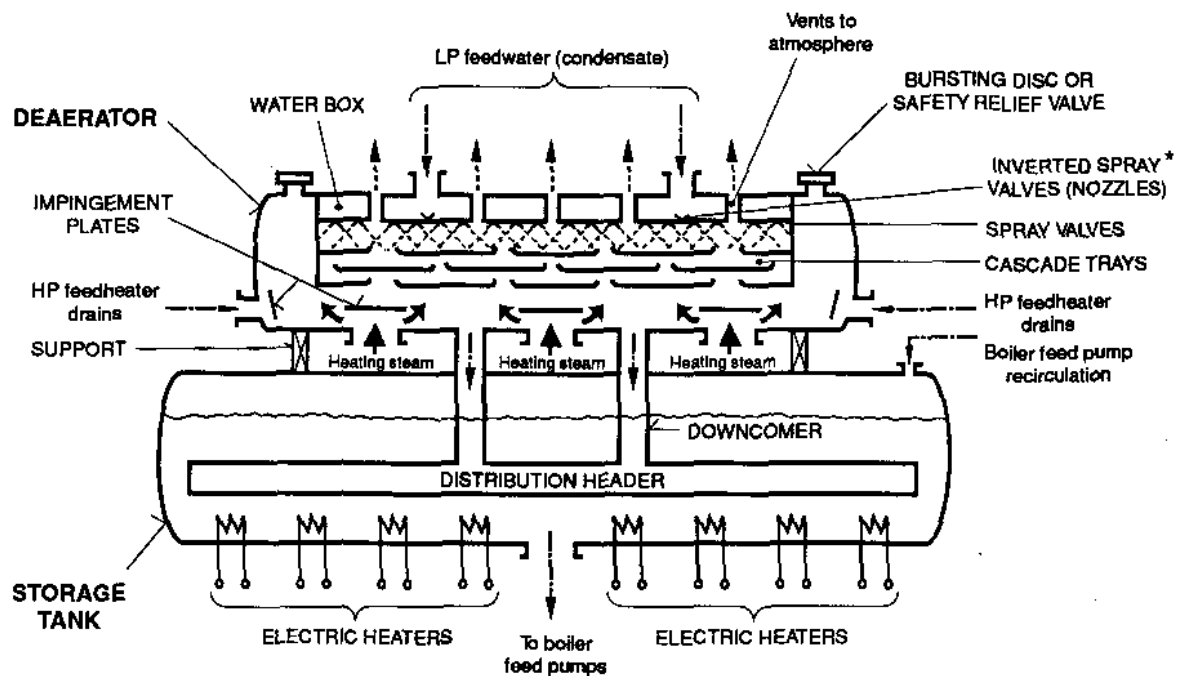 LP feedwater (condensate)
Vents to
atmosphere
BURSTING DISC OR
SAFETY RELIEF VALVE
WATER BOX
DEAERATOR
INVERTED SPRAY*
VALVES (NOZZLES)
IMPINGEMENT
PLATES
SPRAY VALVES
CASCADE TRAYS
HP feedheater
drains
HP feedheater
drains
SUPPORT
Heating steam
Heating steam
Heating steam
Boiler feed pump
recirculation
DOWNCOMER
DISTRIBUTION HEADER
STORAGE
TANK
ELECTRIC HEATERS
To boiler
feed pumps
ELECTRIC HEATERS